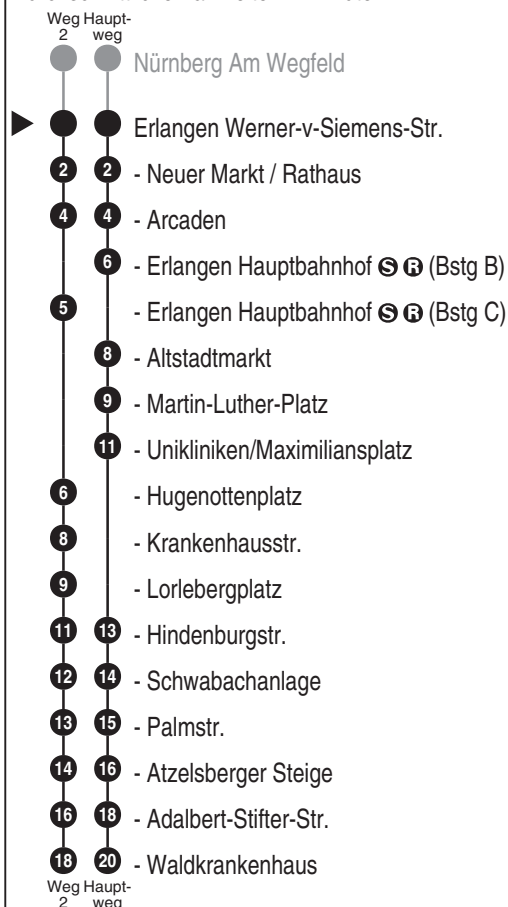 Weg Haupt-
2 weg
Nürnberg Am Wegfeld
Erlangen Werner-v-Siemens-Str.
2 2 - Neuer Markt / Rathaus
4 4 - Arcaden
6 - Erlangen Hauptbahnhof S R (Bstg B)
5 - Erlangen Hauptbahnhof S R (Bstg C)
8 - Altstadtmarkt
9 - Martin-Luther-Platz
11 - Unikliniken/Maximiliansplatz
6 - Hugenottenplatz
8 - Krankenhausstr.
9 - Lorlebergplatz
11 13 - Hindenburgstr.
12 14 - Schwabachanlage
13 15 - Palmstr.
14 16 - Atzelsberger Steige
16 18 - Adalbert-Stifter-Str.
18 20 - Waldkrankenhaus
Weg Haupt-
2 weg